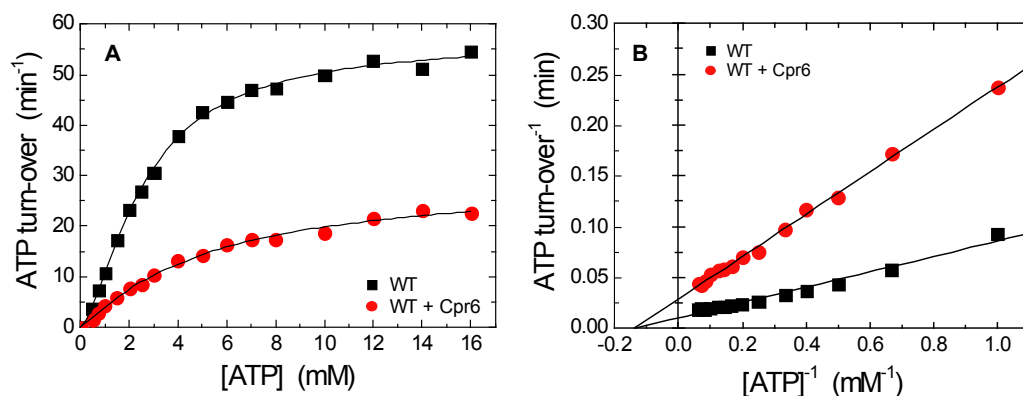 A
ATP turn-over (min⁻¹)
60
50
40
30
20
10
0
WT
WT + Cpr6
0 2 4 6 8 10 12 14 16
[ATP] (mM)
B
WT
WT + Cpr6
ATP turn-over⁻¹ (min)
0.30
0.25
0.20
0.15
0.10
0.05
0.00
-0.2 0.0 0.2 0.4 0.6 0.8 1.0
[ATP]⁻¹ (mM⁻¹)